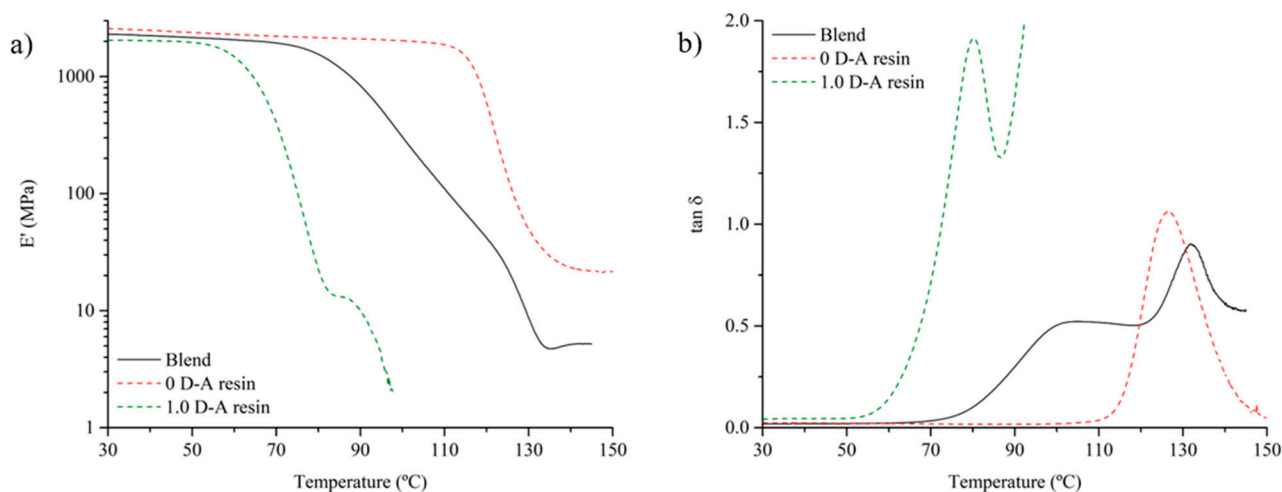 a)
E' (MPa)
1000
100
10
1
Blend
0 D-A resin
1.0 D-A resin
30 50 70 90 110 130 150
Temperature (ºC)
b)
tan δ
2.0
1.5
1.0
0.5
0.0
Blend
0 D-A resin
1.0 D-A resin
30 50 70 90 110 130 150
Temperature (ºC)